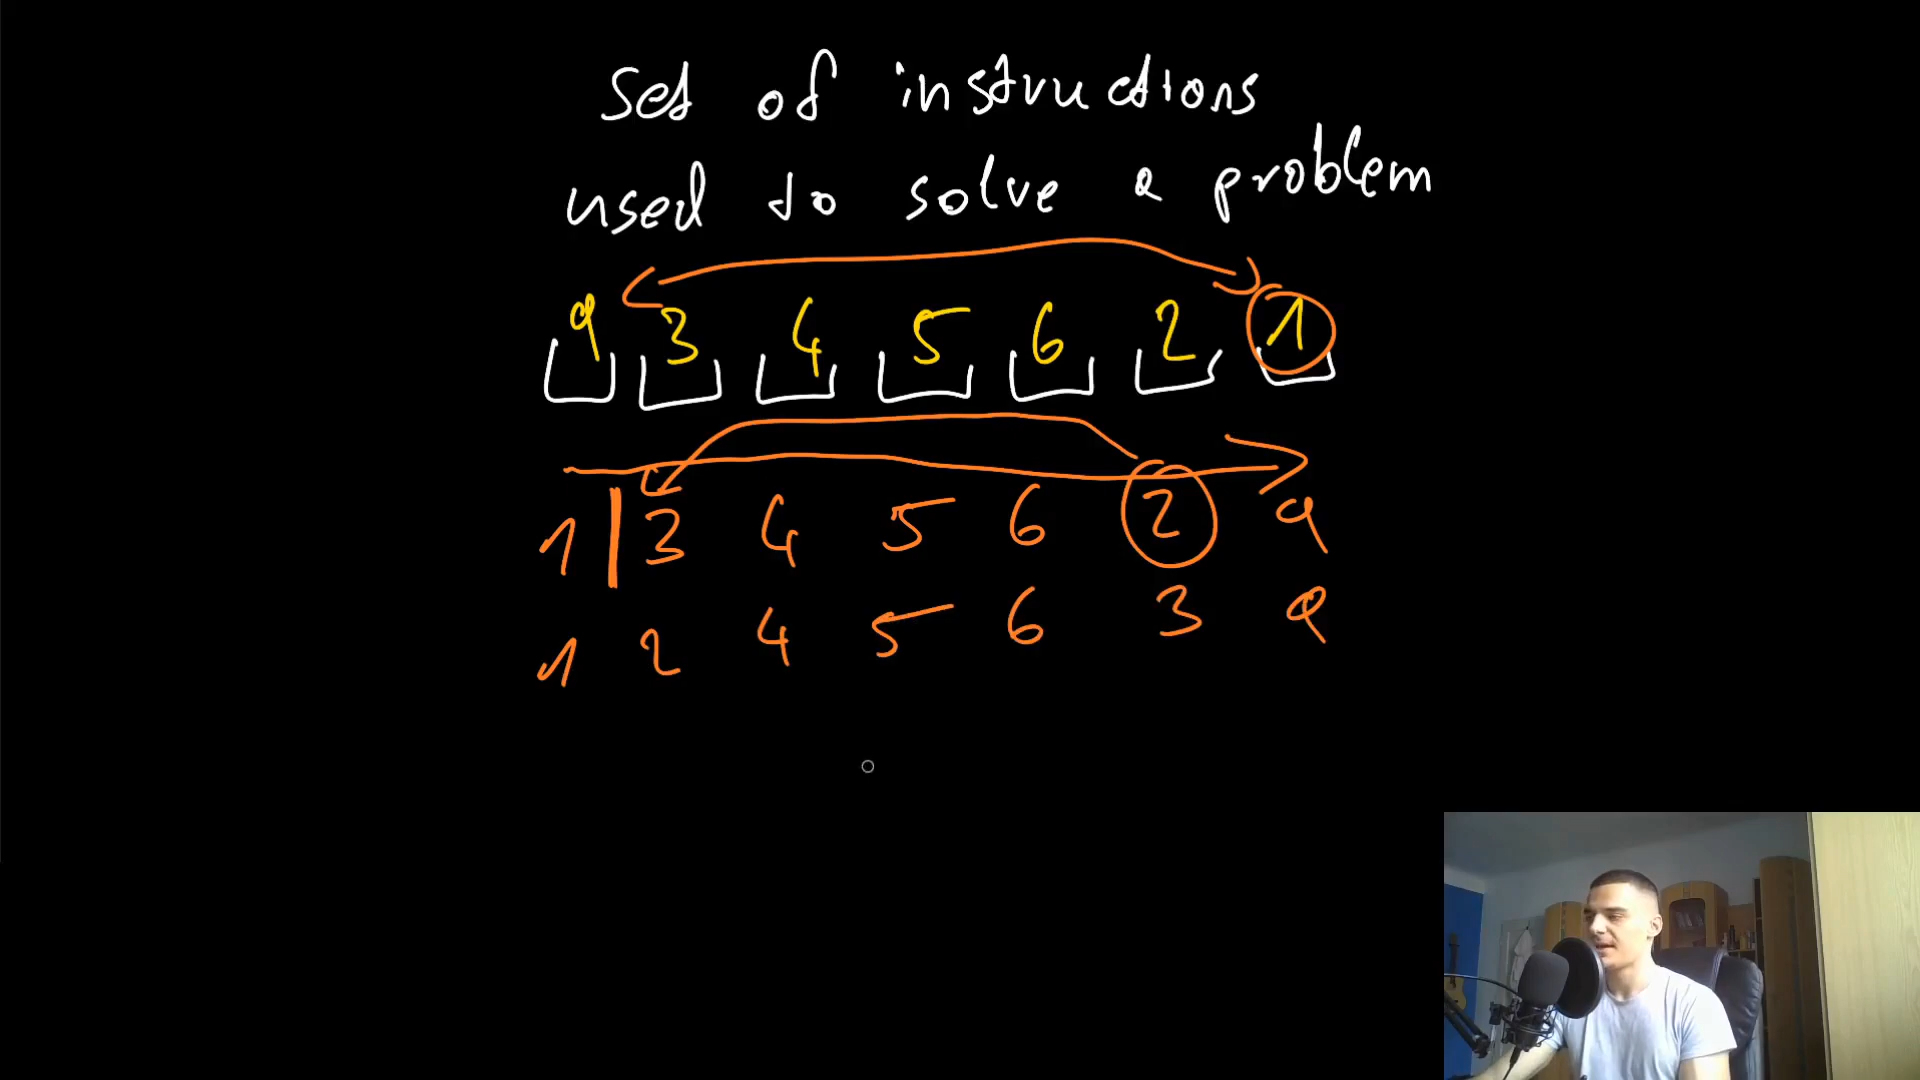 Set of instructions
used to solve a problem
9 3 4 5 6 2 1
1 3 4 5 6 2 9
1 2 4 5 6 3 9